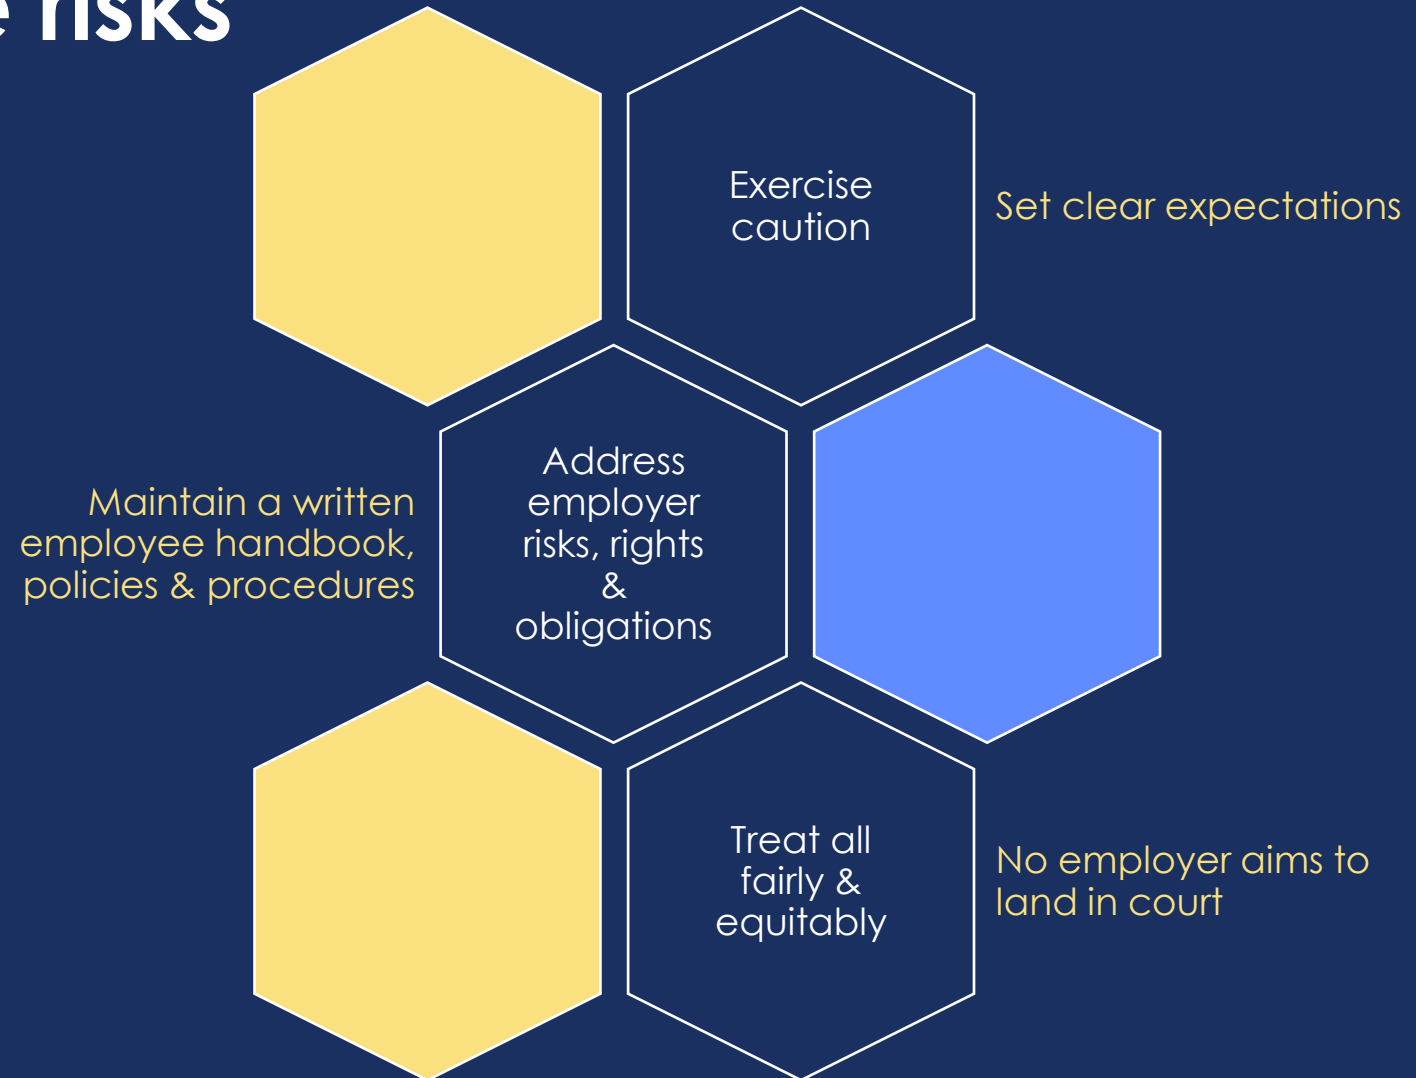 e risks
Exercise
caution
Set clear expectations
Maintain a written
employee handbook,
policies & procedures
Address
employer
risks, rights
&
obligations
Treat all
fairly &
equitably
No employer aims to
land in court